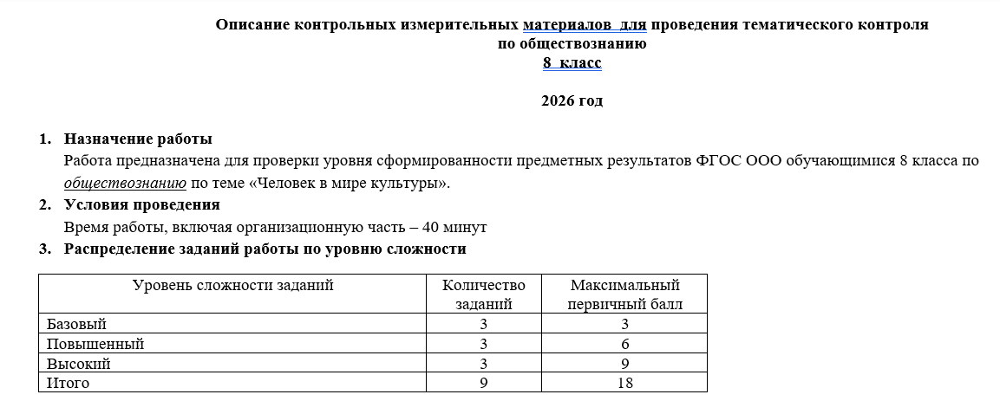 Описание контрольных измерительных материалов  для проведения тематического контроля
по обществознанию
8  класс
2026 год
1. Назначение работы
Работа предназначена для проверки уровня сформированности предметных результатов ФГОС ООО обучающимися 8 класса по
обществознанию по теме «Человек в мире культуры».
2. Условия проведения
Время работы, включая организационную часть – 40 минут
3. Распределение заданий работы по уровню сложности
Уровень сложности заданий Количество заданий Максимальный первичный балл
Базовый 3 3
Повышенный 3 6
Высокий 3 9
Итого 9 18